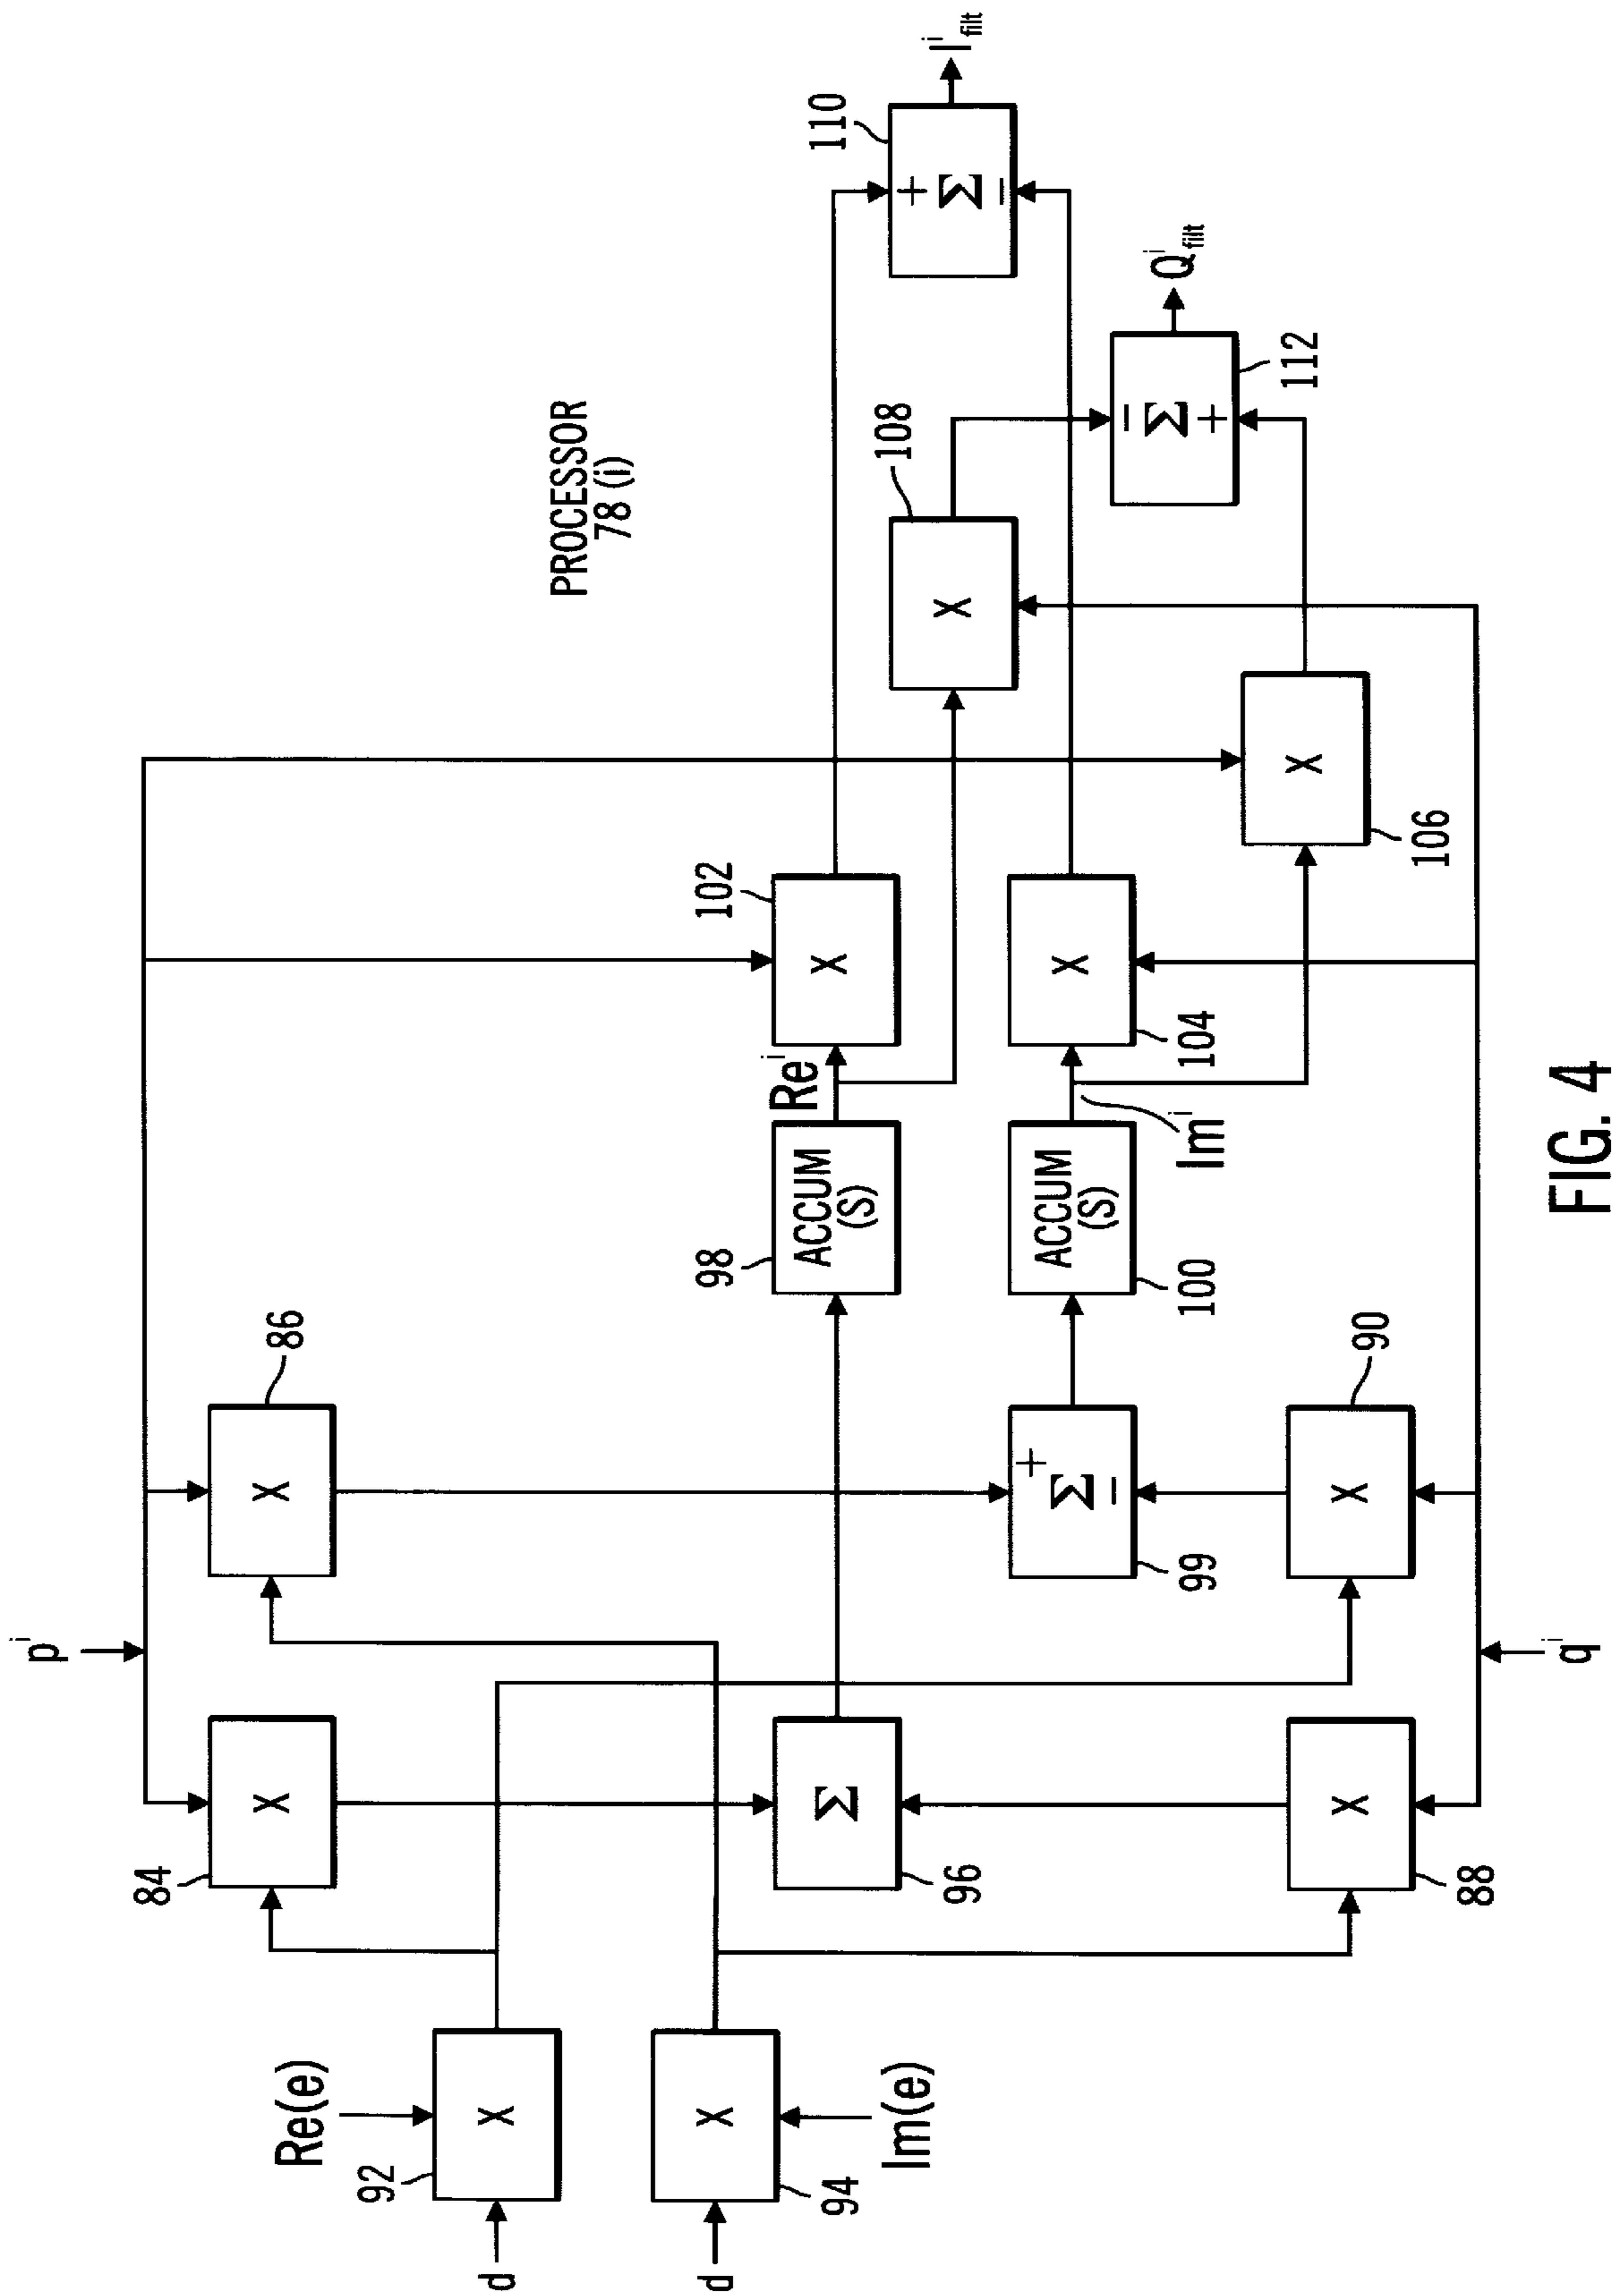 PROCESSOR
78 (i)
p^i
84
X
86
X
Re(e)
92
d
X
d
X
94
Im(e)
96
Σ
99
+
Σ
−
88
X
90
X
q^i
98
ACCUM
(S)
Re^i
100
ACCUM
(S)
Im^i
102
X
104
X
108
X
106
X
110
+
Σ
−
I^i_filt
112
−
Σ
+
Q^i_filt
FIG. 4